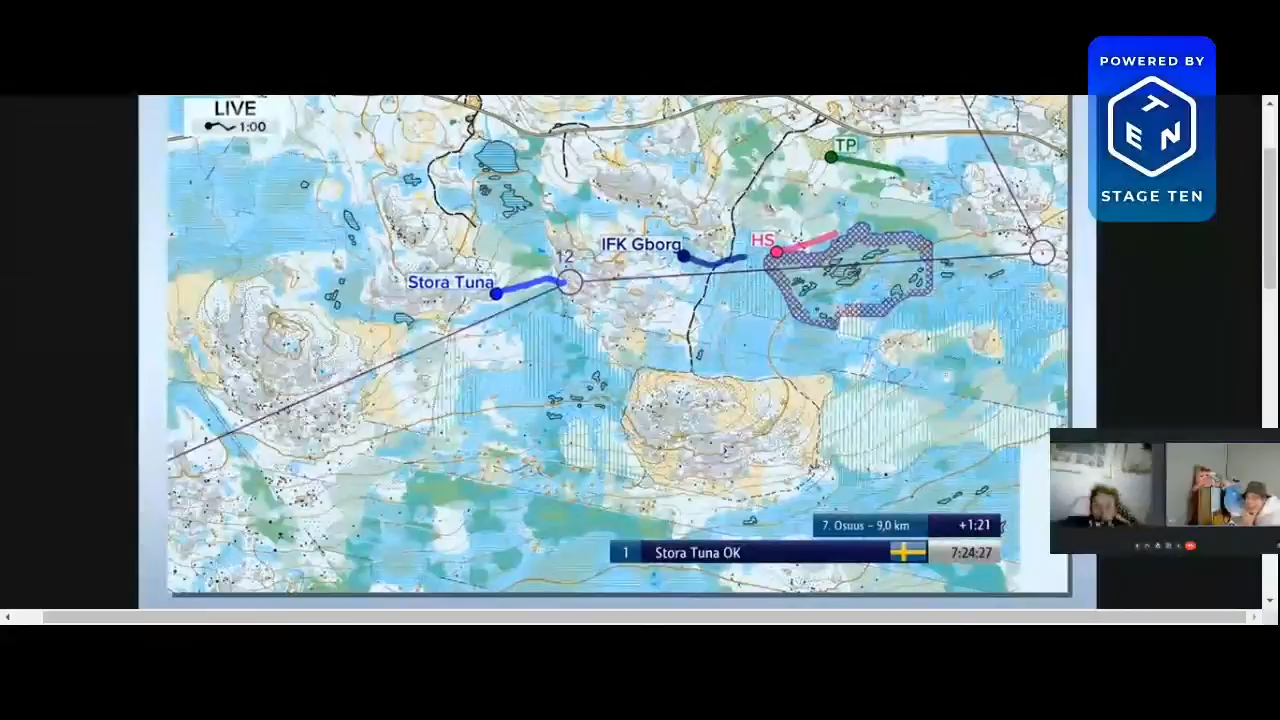 POWERED BY
TEN
STAGE TEN
LIVE
1:00
TP
IFK Gborg
HS
12
Stora Tuna
7. Osuus – 9,0 km +1:21
1 Stora Tuna OK 7:24:27